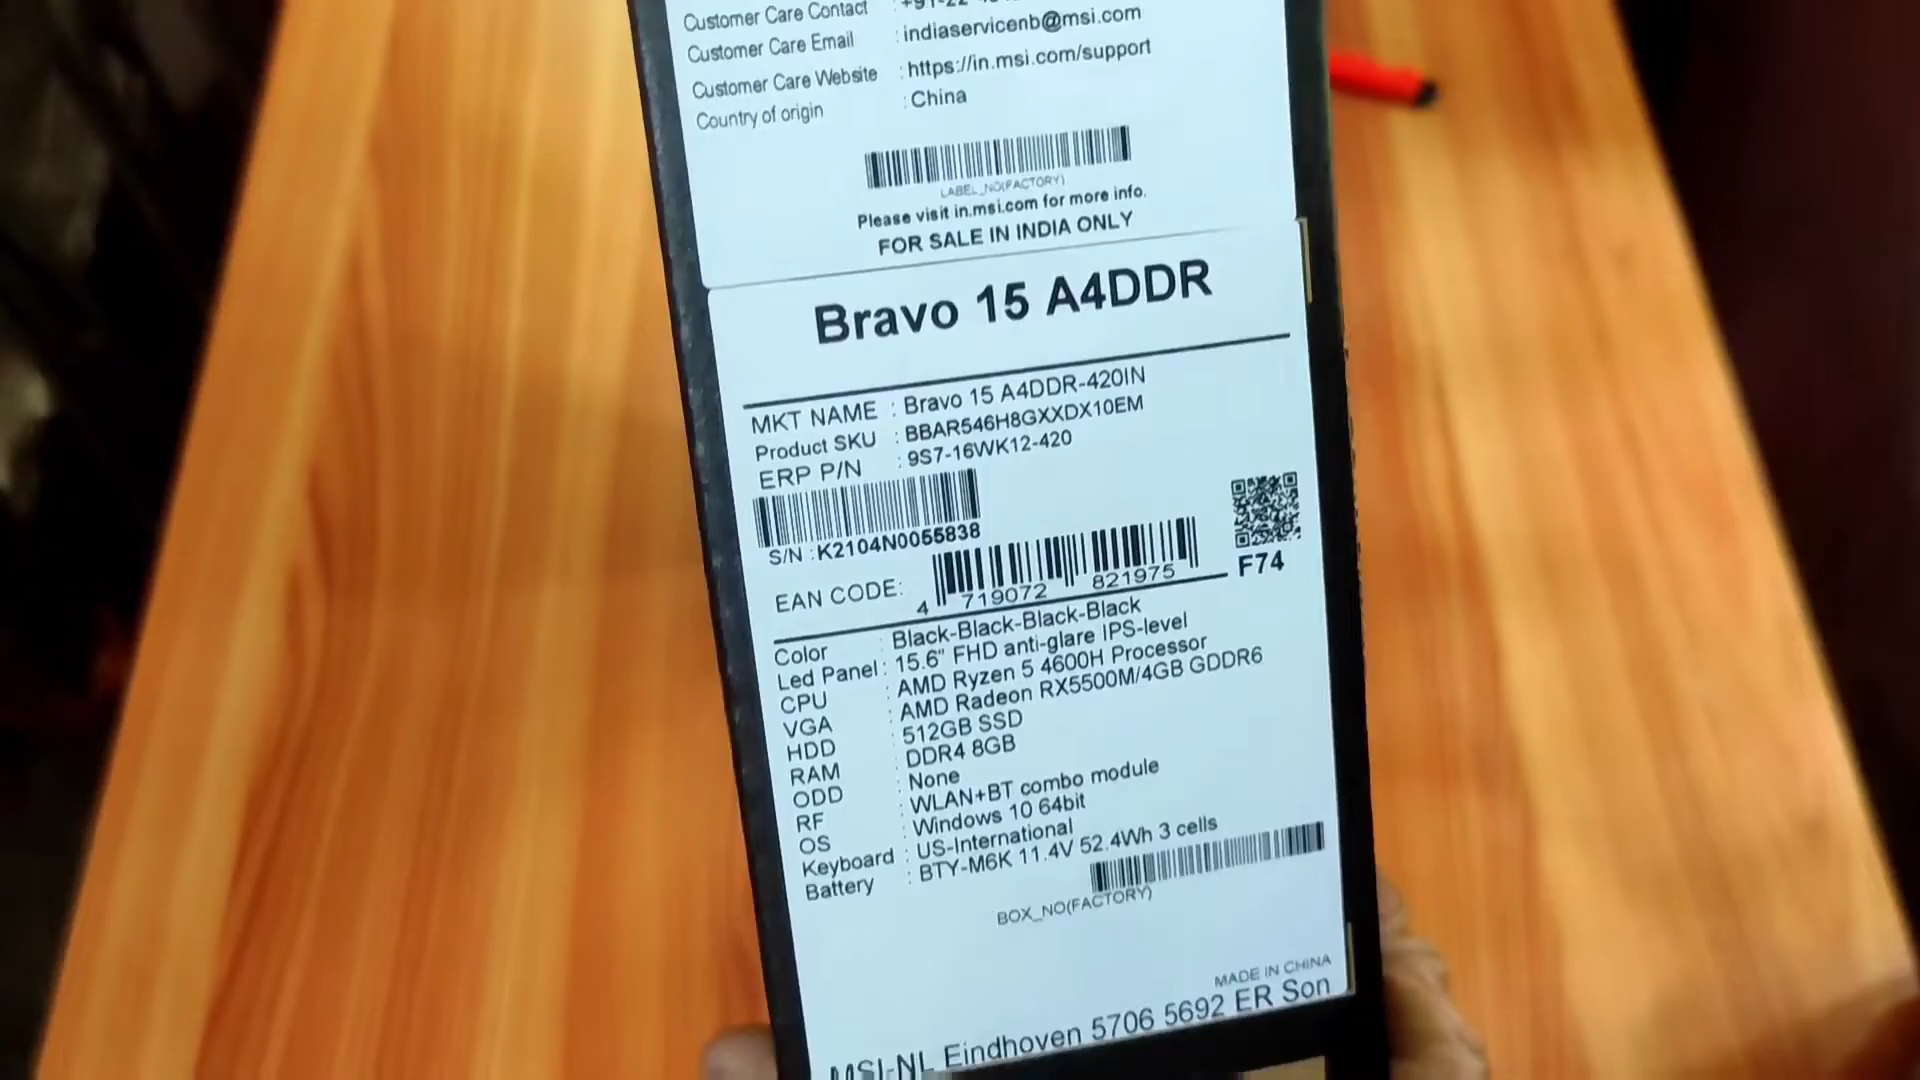 Customer Care Contact :
Customer Care Email : indiaservicenb@msi.com
Customer Care Website : https://in.msi.com/support
Country of origin : China
LABEL_NO(FACTORY)
Please visit in.msi.com for more info.
FOR SALE IN INDIA ONLY
Bravo 15 A4DDR
MKT NAME : Bravo 15 A4DDR-420IN
Product SKU : BBAR546H8GXXDX10EM
ERP P/N : 9S7-16WK12-420
S/N : K2104N0055838
EAN CODE: 4 719072 821975
F74
Color : Black-Black-Black-Black
Led Panel : 15.6" FHD anti-glare IPS-level
CPU : AMD Ryzen 5 4600H Processor
VGA : AMD Radeon RX5500M/4GB GDDR6
HDD : 512GB SSD
RAM : DDR4 8GB
ODD : None
RF : WLAN+BT combo module
OS : Windows 10 64bit
Keyboard : US-International
Battery : BTY-M6K 11.4V 52.4Wh 3 cells
BOX_NO(FACTORY)
MADE IN CHINA
MSI-NL Eindhoven 5706 5692 ER Son